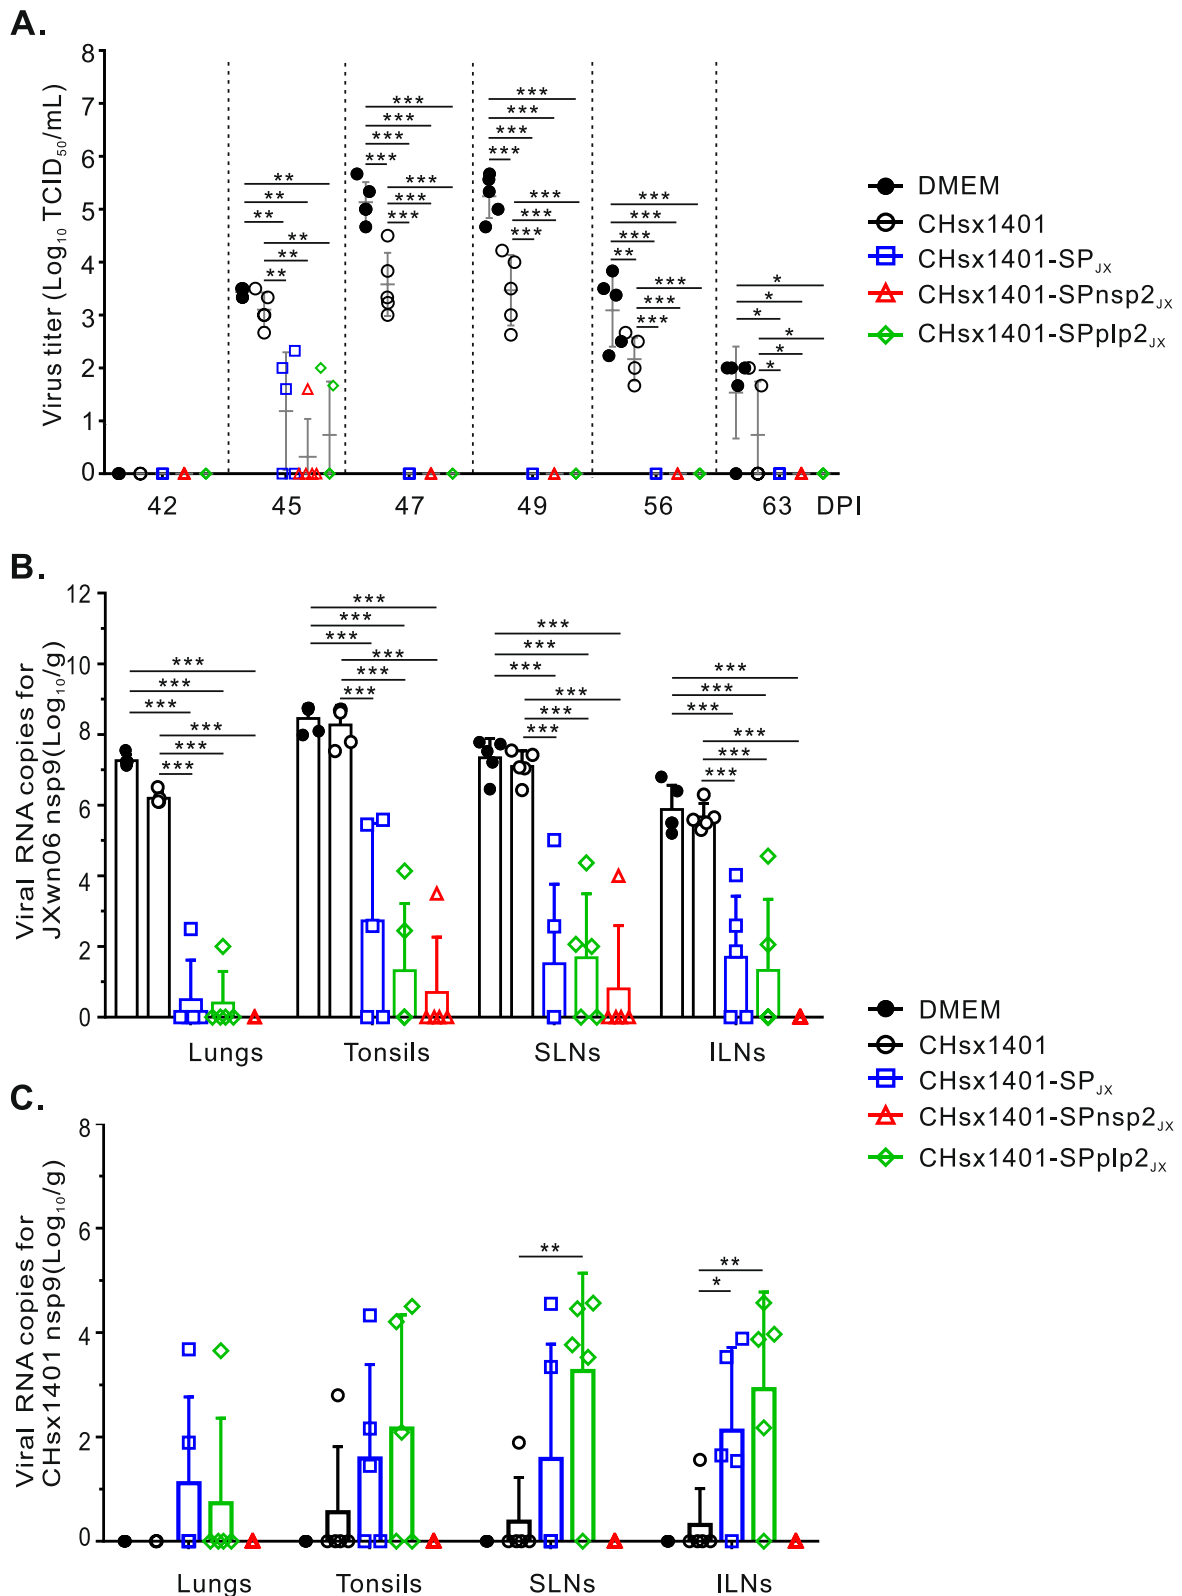 A.
Virus titer (Log10 TCID50/mL)
8
7
6
5
4
3
2
1
0
*** *** *** ***
*** *** *** ***
*** *** *** ***
*** *** *** ***
** ** **
** ** **
*** *** ***
*** *** ***
*** *** ***
*** *** *** **
*** *** ***
* * *
* * *
42 45 47 49 56 63 DPI
DMEM
CHsx1401
CHsx1401-SPJX
CHsx1401-SPnsp2JX
CHsx1401-SPplp2JX
B.
Viral RNA copies for
JXwn06 nsp9(Log10/g)
12
10
8
6
4
2
0
*** *** *** ***
*** *** *** ***
*** *** *** ***
*** *** *** ***
*** *** *** ***
*** *** *** ***
Lungs Tonsils SLNs ILNs
DMEM
CHsx1401
CHsx1401-SPJX
CHsx1401-SPnsp2JX
CHsx1401-SPplp2JX
C.
Viral RNA copies for
CHsx1401 nsp9(Log10/g)
8
6
4
2
0
**
**
*
Lungs Tonsils SLNs ILNs